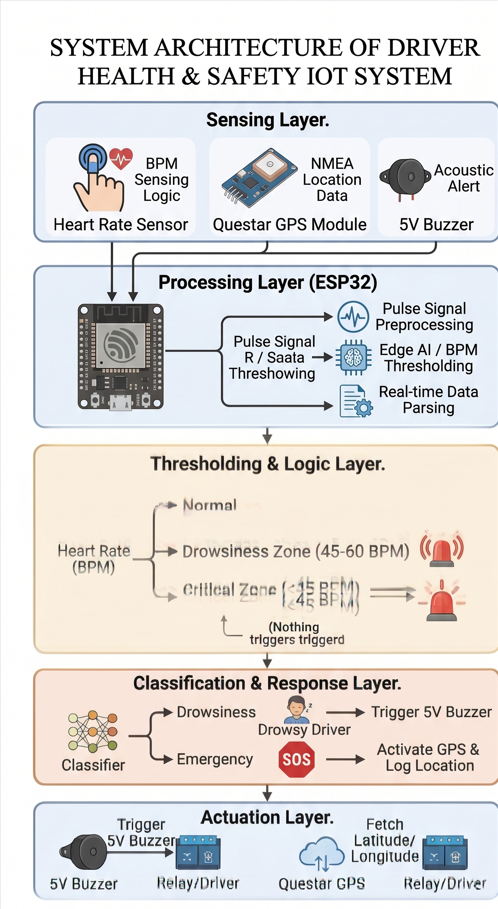 SYSTEM ARCHITECTURE OF DRIVER
HEALTH & SAFETY IOT SYSTEM
Sensing Layer.
BPM
Sensing
Logic
Heart Rate Sensor
NMEA
Location
Data
Questar GPS Module
Acoustic
Alert
5V Buzzer
Processing Layer (ESP32)
Pulse Signal
R / Saata
Threshowing
Pulse Signal
Preprocessing
Edge AI / BPM
Thresholding
Real-time Data
Parsing
Thresholding & Logic Layer.
Heart Rate
(BPM)
Normal
Drowsiness Zone (45-60 BPM)
Critical Zone (<45 BPM)
(Nothing
triggers triggerd
Classification & Response Layer.
Classifier
Drowsiness
Drowsy Driver
Trigger 5V Buzzer
Emergency
SOS
Activate GPS &
Log Location
Actuation Layer.
Trigger
5V Buzzer
5V Buzzer
Relay/Driver
Fetch
Latitude/
Longitude
Questar GPS
Relay/Driver